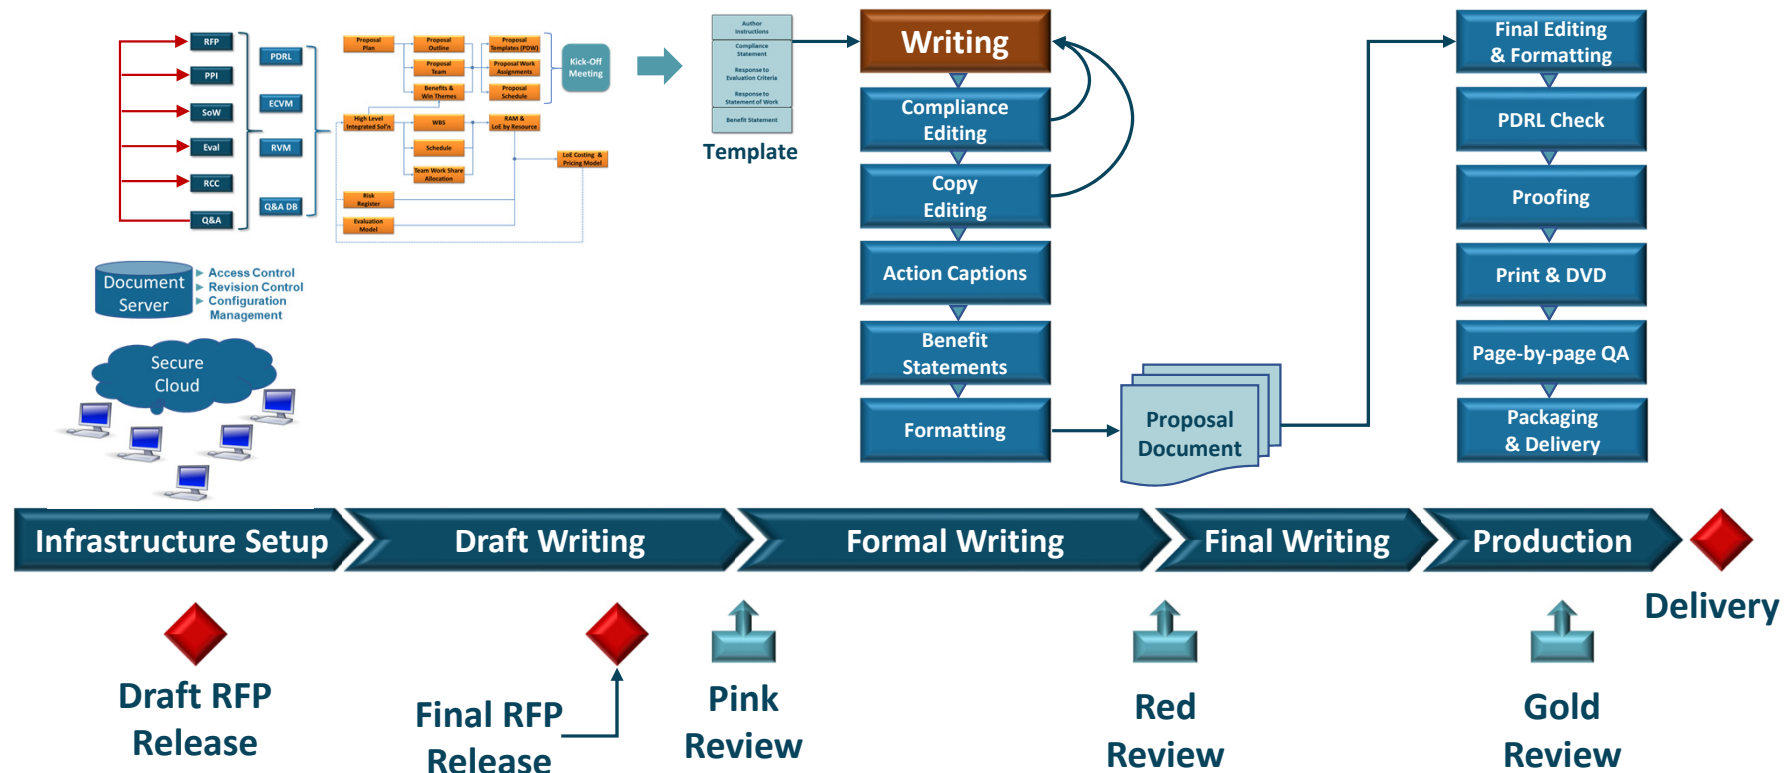 RFP
PPI
SoW
Eval
RCC
Q&A
PDRL
ECVM
RVM
Q&A DB
Proposal
Plan
Proposal
Outline
Proposal
Team
Benefits &
Win Themes
Proposal
Templates (PDW)
Proposal Work
Assignments
Proposal
Schedule
Kick-Off
Meeting
High Level
Integrated Sol'n
WBS
Schedule
Team Work Share
Allocation
RAM &
LoE by Resource
LoE Costing &
Pricing Model
Risk
Register
Evaluation
Model
Author
Instructions
Compliance
Statement
Response to
Evaluation Criteria
Response to
Statement of Work
Benefit Statement
Template
Document
Server
Access Control
Revision Control
Configuration
Management
Secure
Cloud
Writing
Compliance
Editing
Copy
Editing
Action Captions
Benefit
Statements
Formatting
Proposal
Document
Final Editing
& Formatting
PDRL Check
Proofing
Print & DVD
Page-by-page QA
Packaging
& Delivery
Infrastructure Setup
Draft Writing
Formal Writing
Final Writing
Production
Delivery
Draft RFP
Release
Final RFP
Release
Pink
Review
Red
Review
Gold
Review